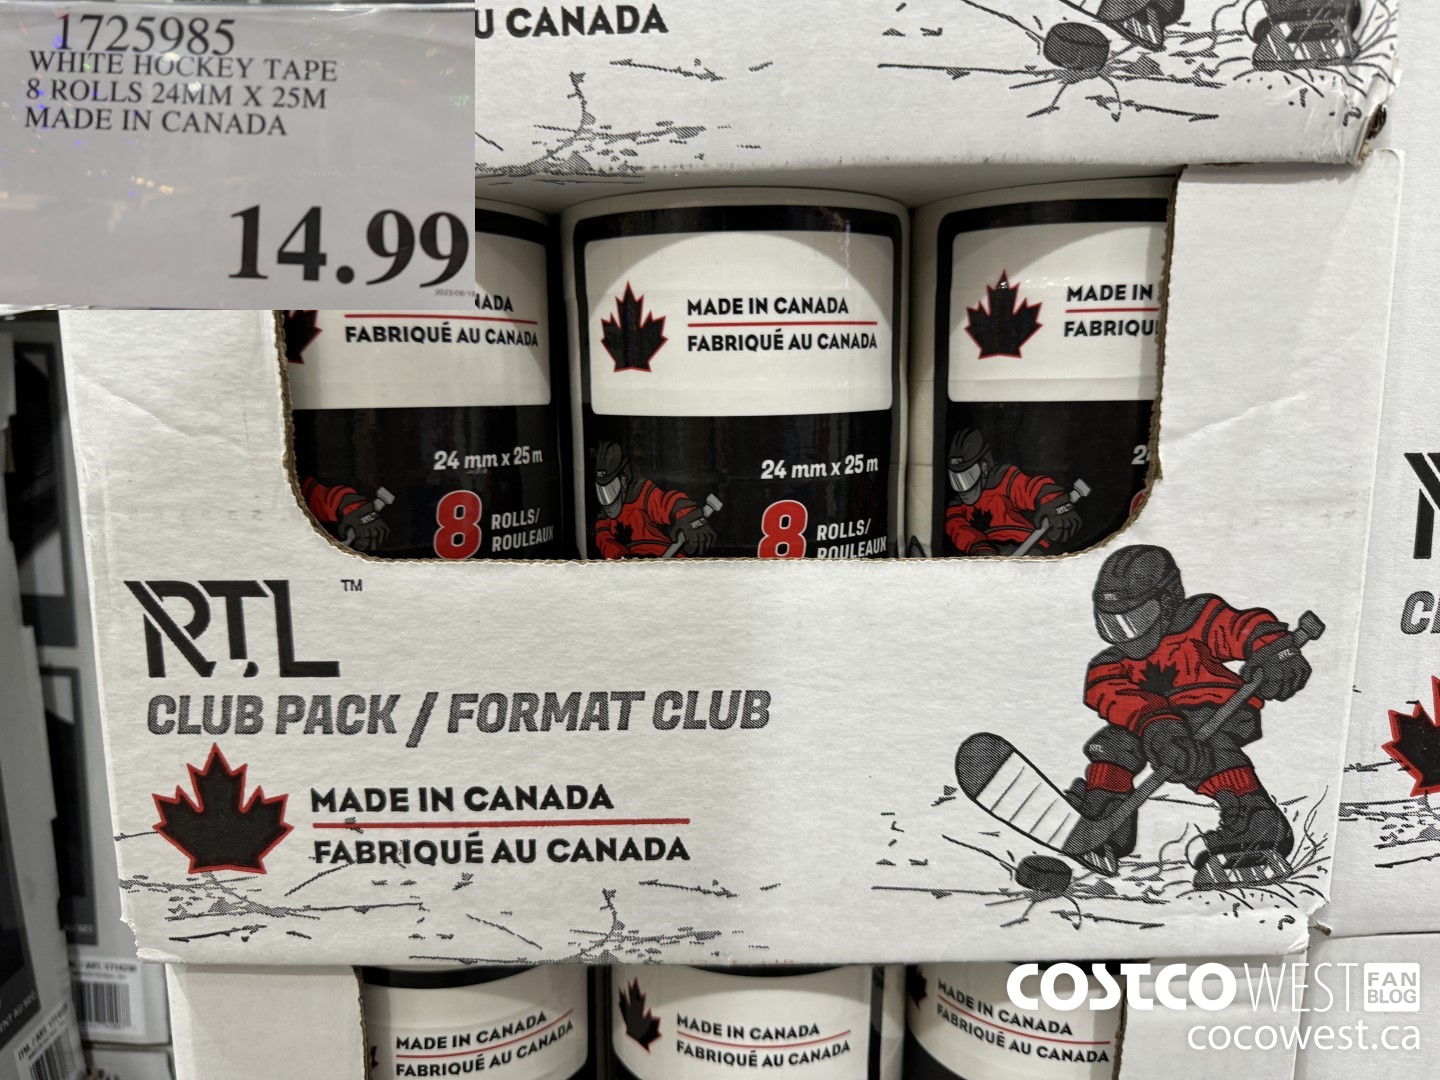 1725985
WHITE HOCKEY TAPE
8 ROLLS 24MM X 25M
MADE IN CANADA
14.99
U CANADA
NADA
FABRIQUÉ AU CANADA
24 mm x 25 m
8 ROLLS/
ROULEAUX
MADE IN CANADA
FABRIQUÉ AU CANADA
24 mm x 25 m
8 ROLLS/
ROULEAUX
MADE IN
FABRIQU
RTL™
CLUB PACK / FORMAT CLUB
MADE IN CANADA
FABRIQUÉ AU CANADA
MADE IN CANADA
FABRIQUÉ AU CANADA
MADE IN CANADA
FABRIQUÉ AU CANADA
MADE IN CANADA
FABRIQUÉ AU CANADA
COSTCO WEST FAN BLOG
cocowest.ca